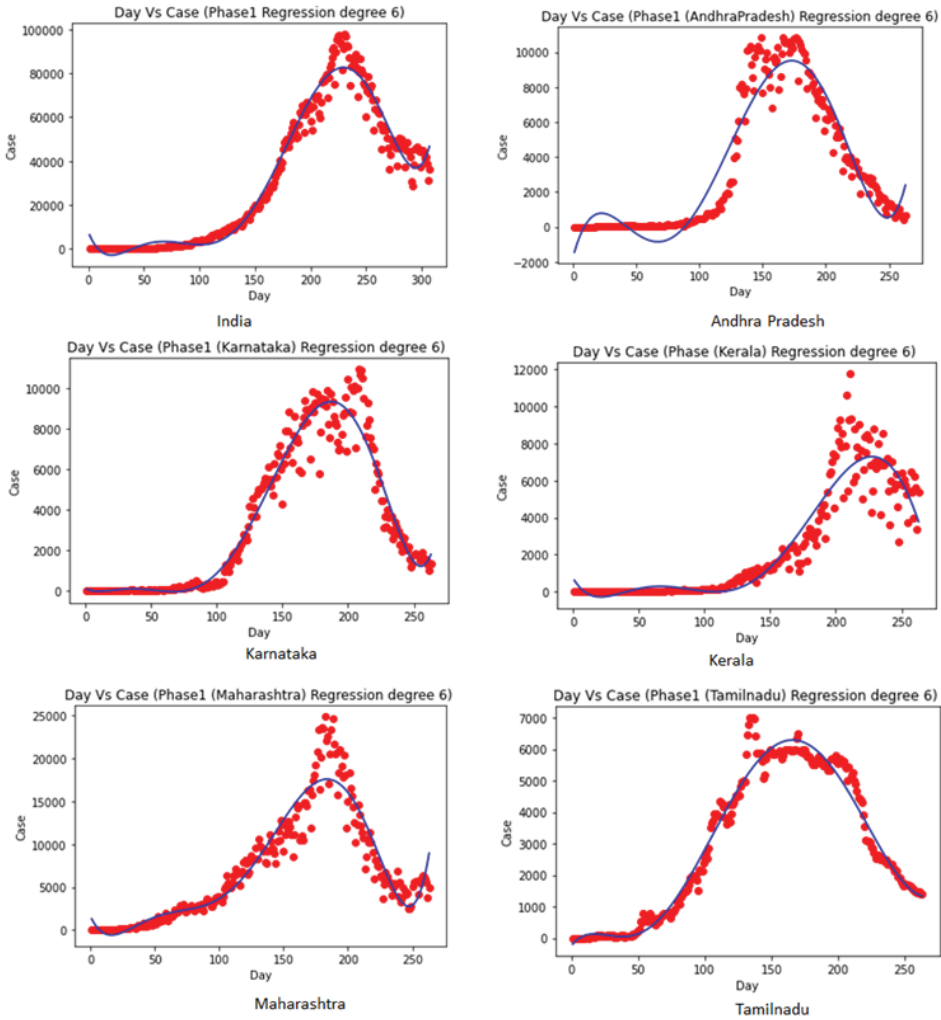 Day Vs Case (Phase1 Regression degree 6)
100000
80000
60000
40000
20000
0
Case
0 50 100 150 200 250 300
Day
India
Day Vs Case (Phase1 (AndhraPradesh) Regression degree 6)
10000
8000
6000
4000
2000
0
−2000
Case
0 50 100 150 200 250
Day
Andhra Pradesh
Day Vs Case (Phase1 (Karnataka) Regression degree 6)
10000
8000
6000
4000
2000
0
Case
0 50 100 150 200 250
Day
Karnataka
Day Vs Case (Phase (Kerala) Regression degree 6)
12000
10000
8000
6000
4000
2000
0
Case
0 50 100 150 200 250
Day
Kerala
Day Vs Case (Phase1 (Maharashtra) Regression degree 6)
25000
20000
15000
10000
5000
0
Case
0 50 100 150 200 250
Day
Maharashtra
Day Vs Case (Phase1 (Tamilnadu) Regression degree 6)
7000
6000
5000
4000
3000
2000
1000
0
Case
0 50 100 150 200 250
Day
Tamilnadu